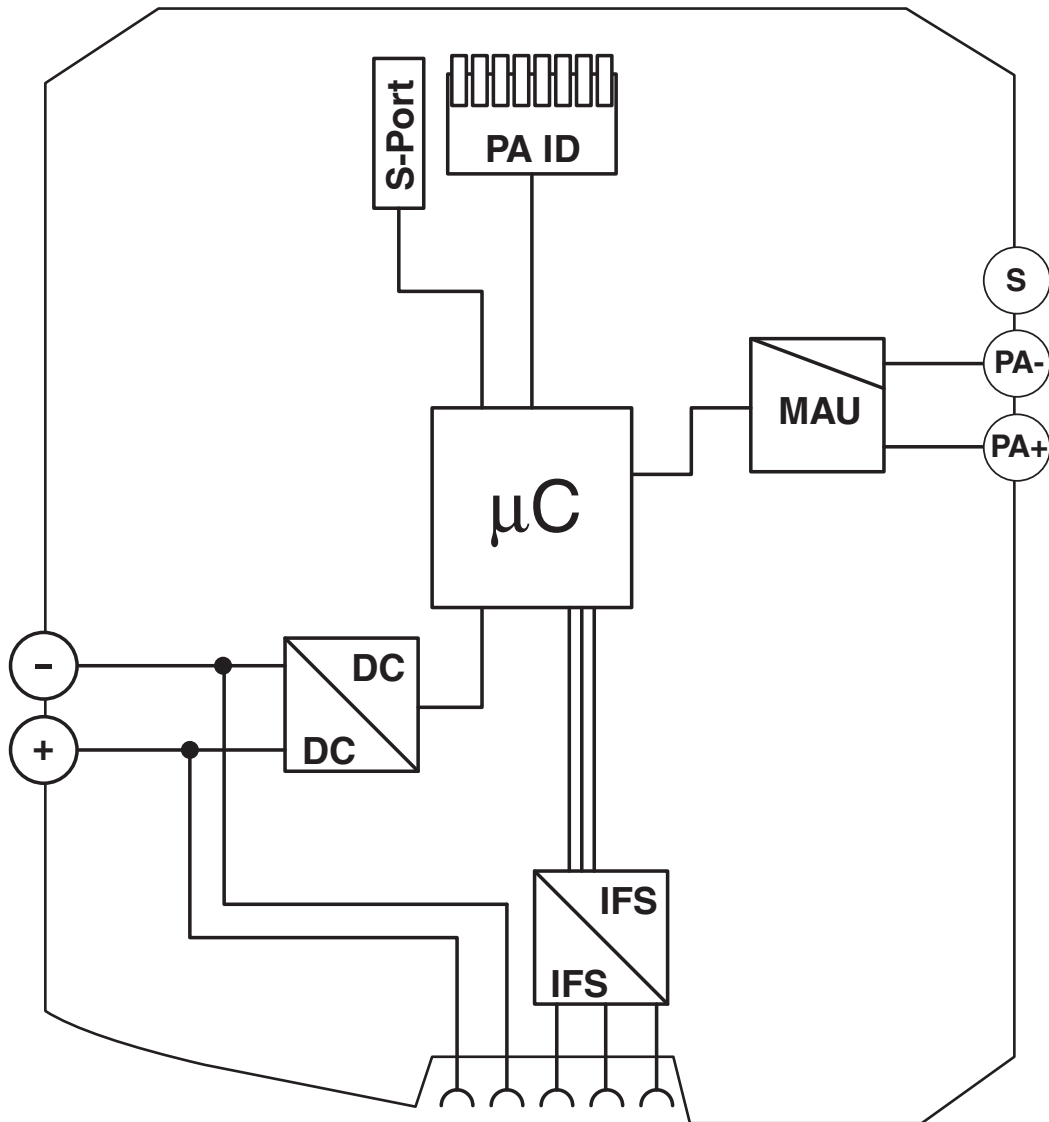 S-Port
PA ID
S
PA-
MAU
PA+
µC
-
DC
+
DC
IFS
IFS